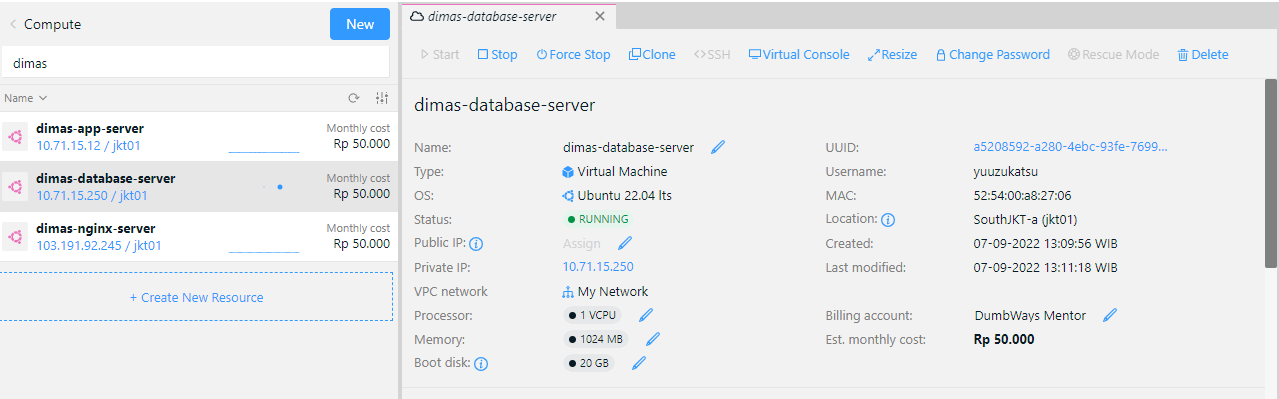 Compute
New
dimas
Name
dimas-app-server
10.71.15.12 / jkt01
Monthly cost
Rp 50.000
dimas-database-server
10.71.15.250 / jkt01
Monthly cost
Rp 50.000
dimas-nginx-server
103.191.92.245 / jkt01
Monthly cost
Rp 50.000
+ Create New Resource
dimas-database-server
Start Stop Force Stop Clone <>SSH Virtual Console Resize Change Password Rescue Mode Delete
dimas-database-server
Name: dimas-database-server
Type: Virtual Machine
OS: Ubuntu 22.04 lts
Status: RUNNING
Public IP: Assign
Private IP: 10.71.15.250
VPC network My Network
Processor: 1 VCPU
Memory: 1024 MB
Boot disk: 20 GB
UUID: a5208592-a280-4ebc-93fe-7699...
Username: yuuzukatsu
MAC: 52:54:00:a8:27:06
Location: SouthJKT-a (jkt01)
Created: 07-09-2022 13:09:56 WIB
Last modified: 07-09-2022 13:11:18 WIB
Billing account: DumbWays Mentor
Est. monthly cost: Rp 50.000